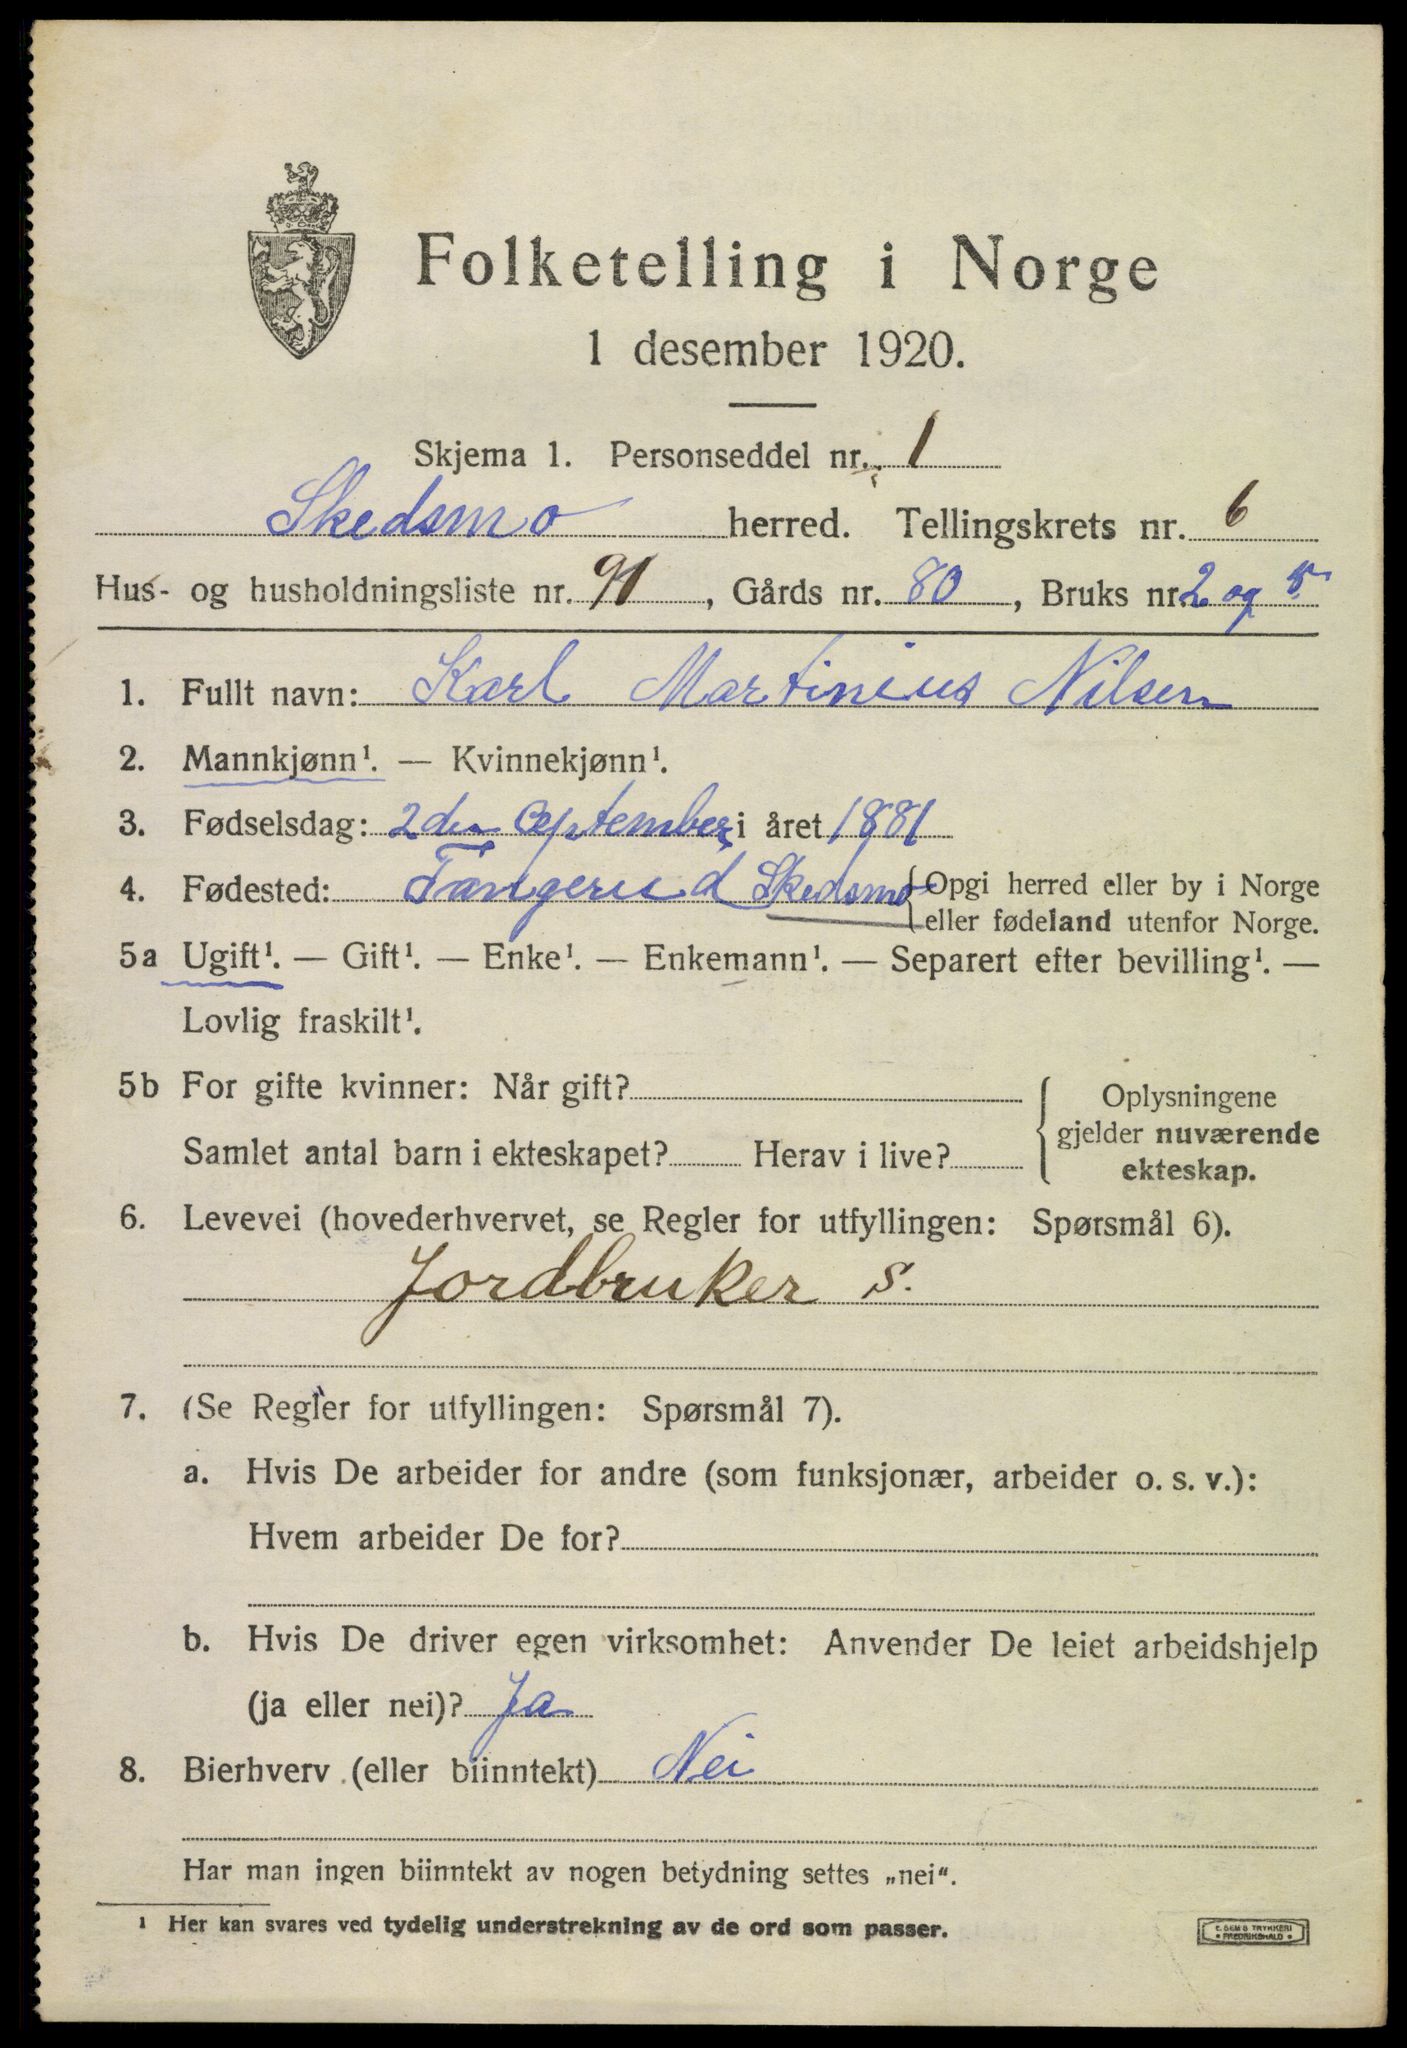 Folketelling i Norge
1 desember 1920.
Skjema 1. Personseddel nr. 1
Skedsmo herred. Tellingskrets nr. 6
Hus- og husholdningsliste nr. 91, Gårds nr. 80, Bruks nr. 2 og 5
1. Fullt navn: Karl Martinius Nilsen
2. Mannkjønn¹. — Kvinnekjønn¹.
3. Fødselsdag: 2den September i året 1881
4. Fødested: Tangerud Skedsmo {Opgi herred eller by i Norge
eller fødeland utenfor Norge.
5a Ugift¹. — Gift¹. — Enke¹. — Enkemann¹. — Separert efter bevilling¹. —
Lovlig fraskilt¹.
5b For gifte kvinner: Når gift? { Oplysningene
gjelder nuværende
Samlet antal barn i ekteskapet? Herav i live?
ekteskap.
6. Levevei (hovederhvervet, se Regler for utfyllingen: Spørsmål 6).
Jordbruker s.
7. (Se Regler for utfyllingen: Spørsmål 7).
a. Hvis De arbeider for andre (som funksjonær, arbeider o. s. v.):
Hvem arbeider De for?
b. Hvis De driver egen virksomhet: Anvender De leiet arbeidshjelp
(ja eller nei)? Ja
8. Bierhverv (eller biinntekt) Nei
Har man ingen biinntekt av nogen betydning settes „nei“.
¹ Her kan svares ved tydelig understrekning av de ord som passer.
E. SEMS TRYKKERI
• FREDRIKSHALD •